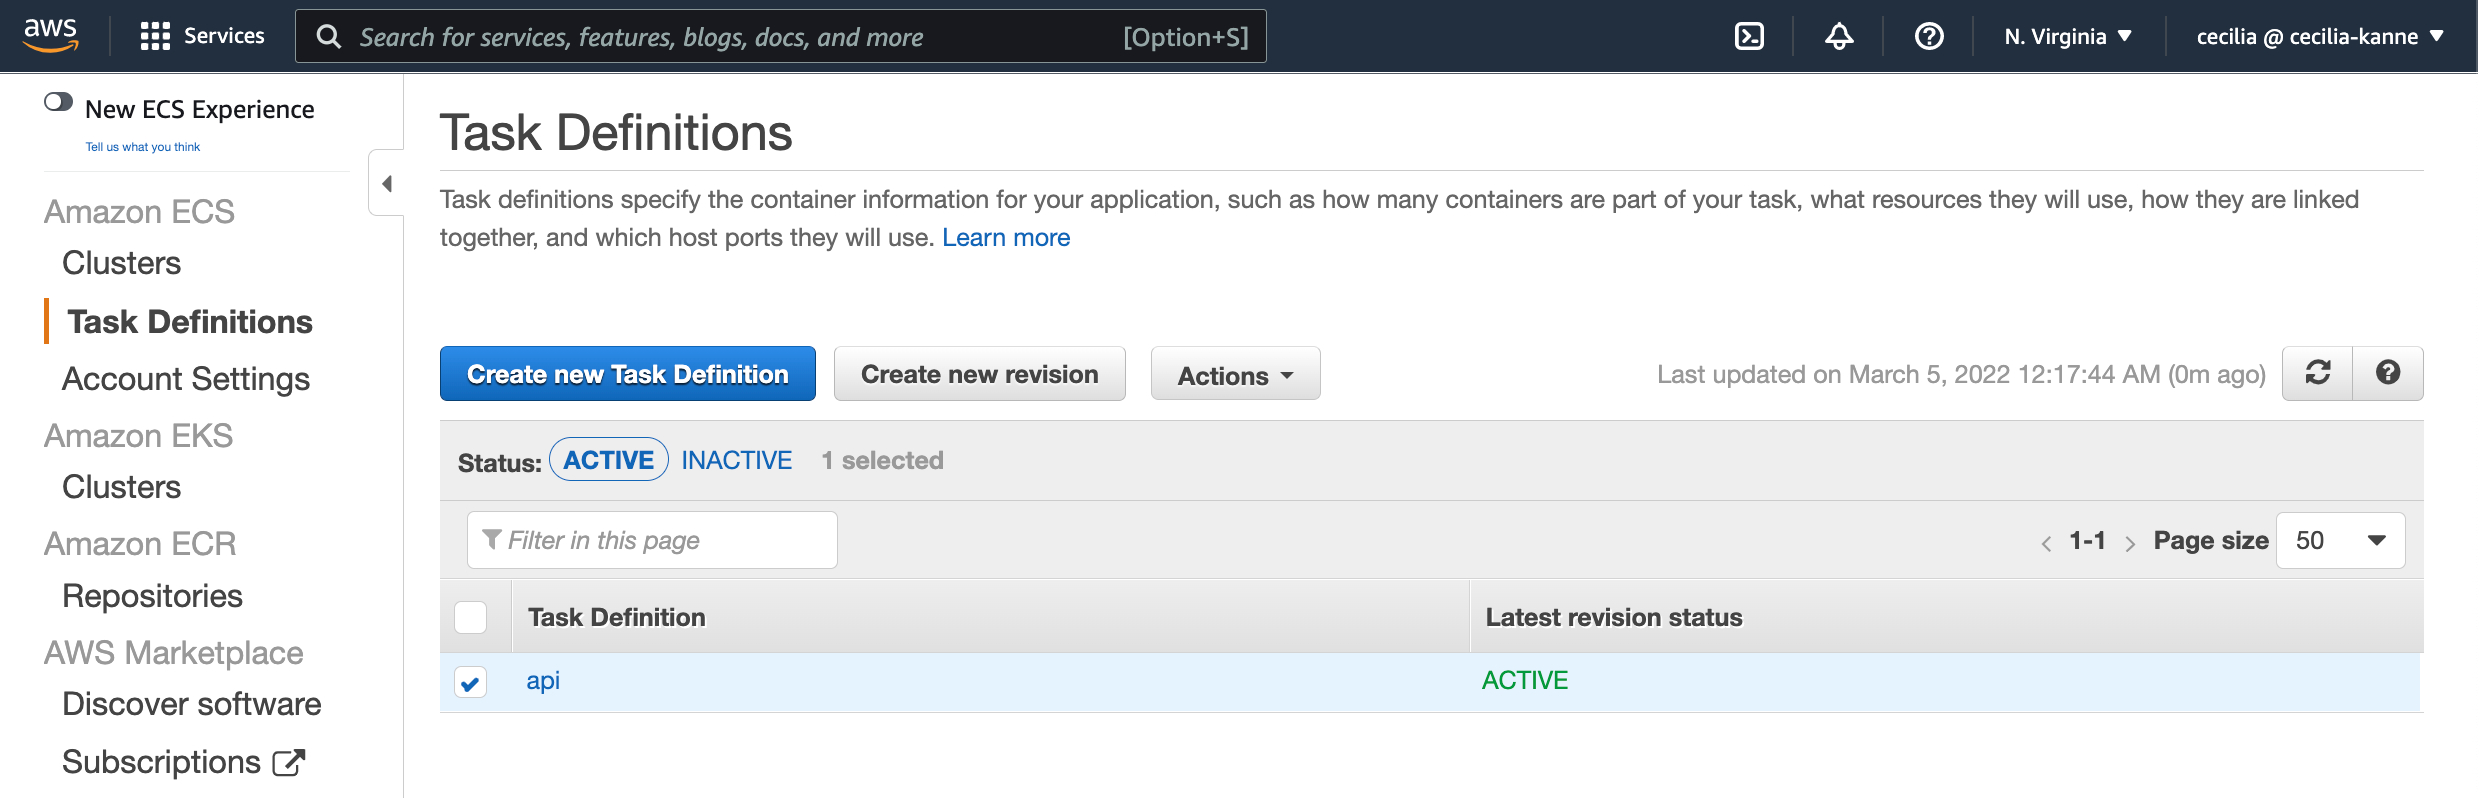 aws
Services
Search for services, features, blogs, docs, and more
[Option+S]
N. Virginia
cecilia @ cecilia-kanne
New ECS Experience
Tell us what you think
Amazon ECS
Clusters
Task Definitions
Account Settings
Amazon EKS
Clusters
Amazon ECR
Repositories
AWS Marketplace
Discover software
Subscriptions
Task Definitions
Task definitions specify the container information for your application, such as how many containers are part of your task, what resources they will use, how they are linked
together, and which host ports they will use. Learn more
Create new Task Definition
Create new revision
Actions
Last updated on March 5, 2022 12:17:44 AM (0m ago)
Status: ACTIVE INACTIVE 1 selected
Filter in this page
1-1
Page size 50
Task Definition
Latest revision status
api
ACTIVE